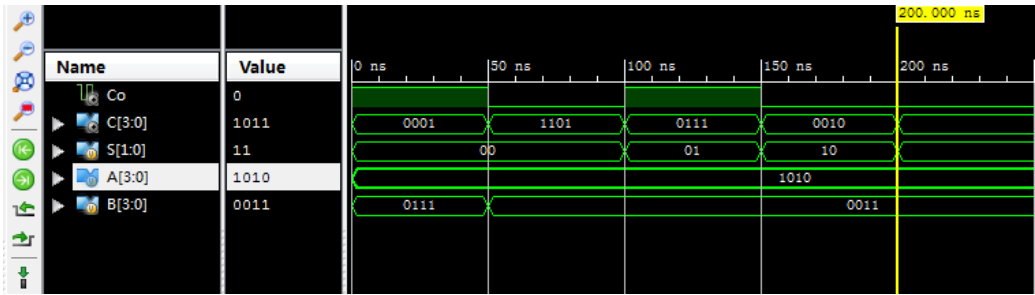 200.000 ns
Name Value 0 ns 50 ns 100 ns 150 ns 200 ns
Co 0
C[3:0] 1011 0001 1101 0111 0010
S[1:0] 11 00 01 10
A[3:0] 1010 1010
B[3:0] 0011 0111 0011